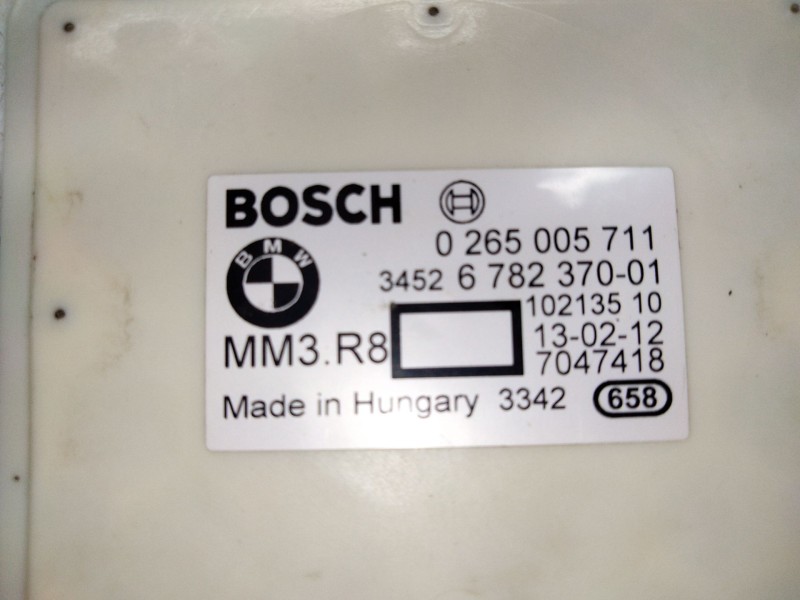 BOSCH
0 265 005 711
BMW
3452 6 782 370-01
102135 10
MM3.R8
13-02-12
7047418
Made in Hungary 3342 658